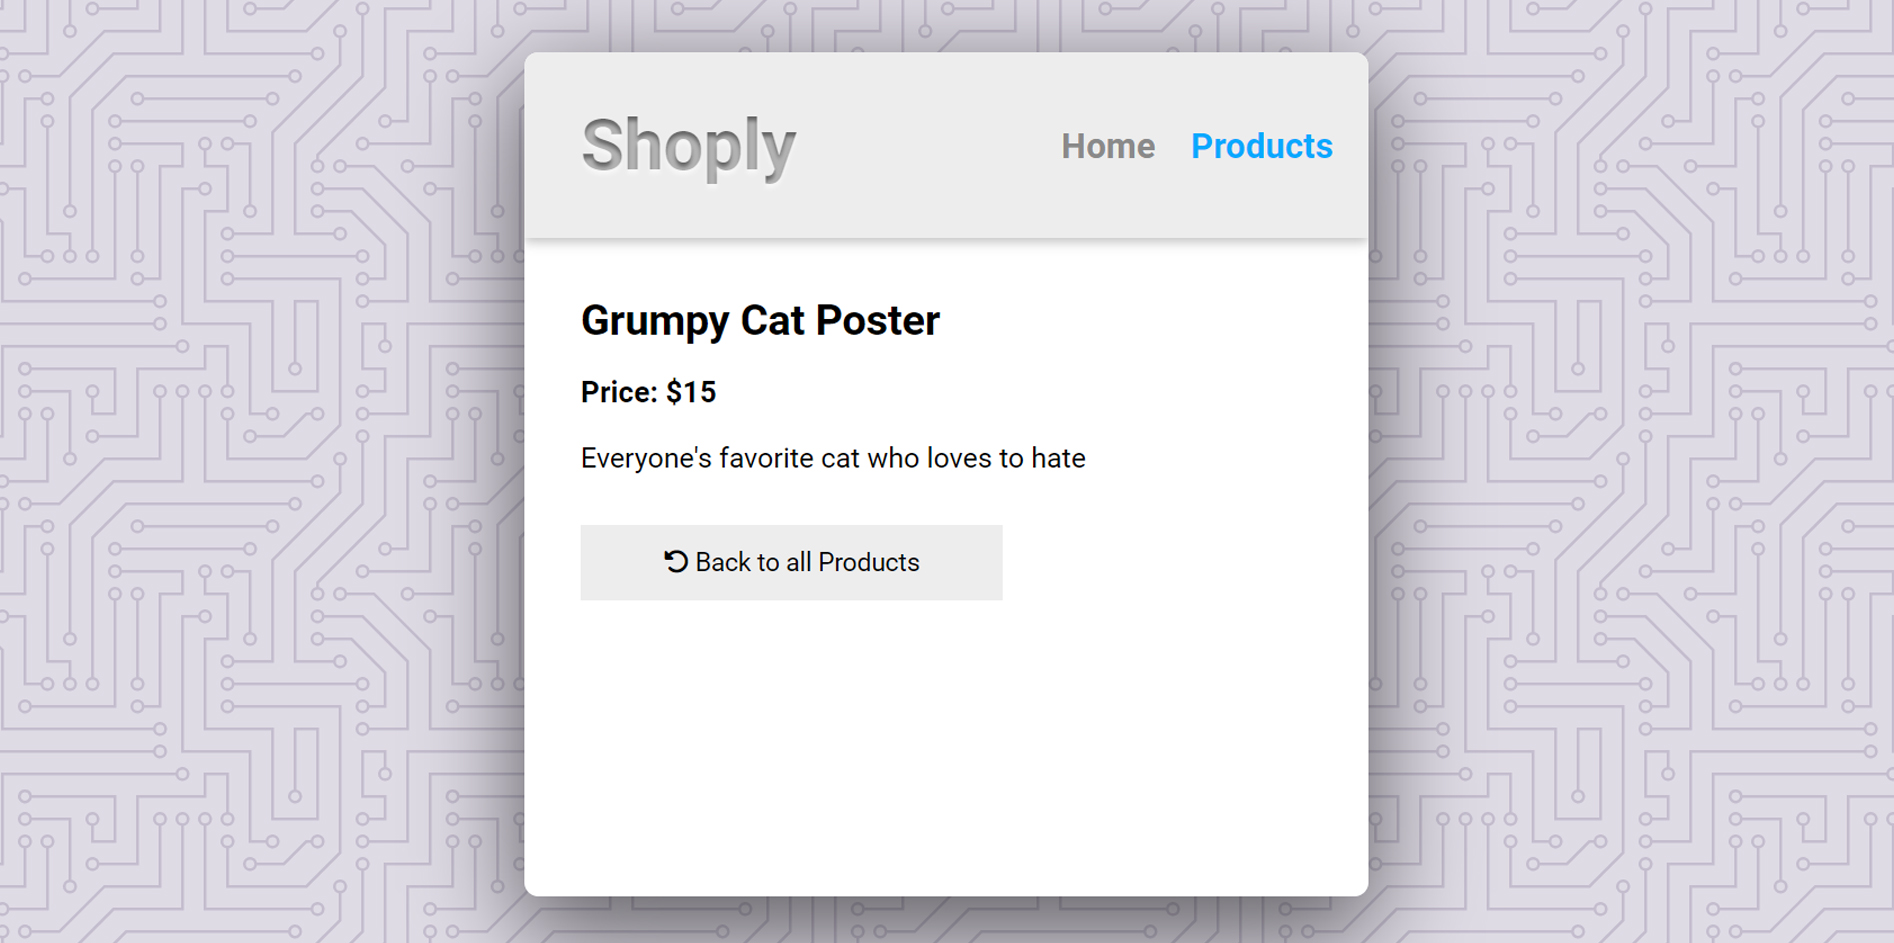 Shoply
Home Products
Grumpy Cat Poster
Price: $15
Everyone's favorite cat who loves to hate
Back to all Products